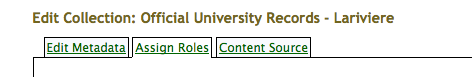 Edit Collection: Official University Records - Lariviere
Edit Metadata Assign Roles Content Source